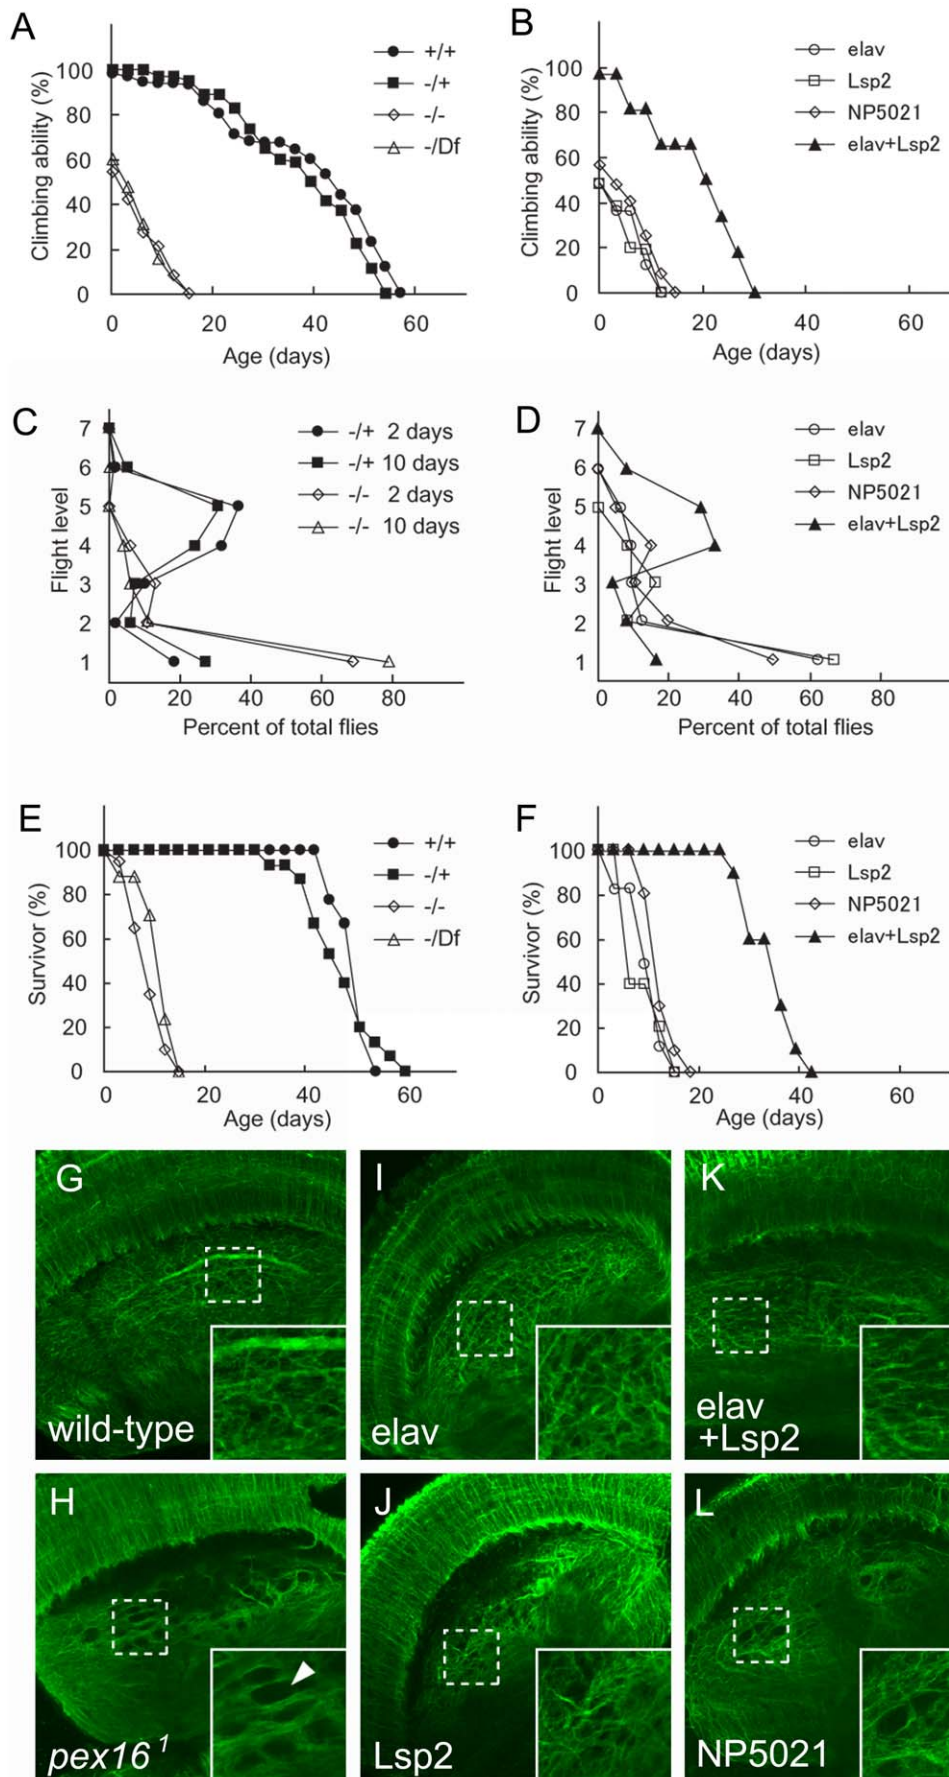 A
Climbing ability (%)
100
80
60
40
20
0
0 20 40 60
Age (days)
+/+
-/+
-/-
-/Df
B
Climbing ability (%)
100
80
60
40
20
0
0 20 40 60
Age (days)
elav
Lsp2
NP5021
elav+Lsp2
C
Flight level
7
6
5
4
3
2
1
0 20 40 60 80
Percent of total flies
-/+ 2 days
-/+ 10 days
-/- 2 days
-/- 10 days
D
Flight level
7
6
5
4
3
2
1
0 20 40 60 80
Percent of total flies
elav
Lsp2
NP5021
elav+Lsp2
E
Survivor (%)
100
80
60
40
20
0
0 20 40 60
Age (days)
+/+
-/+
-/-
-/Df
F
Survivor (%)
100
80
60
40
20
0
0 20 40 60
Age (days)
elav
Lsp2
NP5021
elav+Lsp2
G
wild-type
I
elav
K
elav
+Lsp2
H
pex16¹
J
Lsp2
L
NP5021